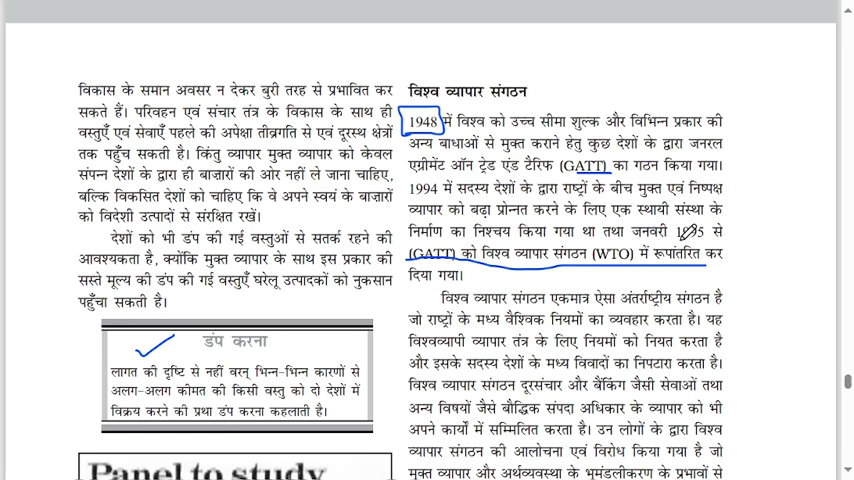 विकास के समान अवसर न देकर बुरी तरह से प्रभावित कर
सकते हैं। परिवहन एवं संचार तंत्र के विकास के साथ ही
वस्तुएँ एवं सेवाएँ पहले की अपेक्षा तीव्रगति से एवं दूरस्थ क्षेत्रों
तक पहुँच सकती है। किंतु व्यापार मुक्त व्यापार को केवल
संपन्न देशों के द्वारा ही बाज़ारों की ओर नहीं ले जाना चाहिए,
बल्कि विकसित देशों को चाहिए कि वे अपने स्वयं के बाज़ारों
को विदेशी उत्पादों से संरक्षित रखें।
देशों को भी डंप की गई वस्तुओं से सतर्क रहने की
आवश्यकता है, क्योंकि मुक्त व्यापार के साथ इस प्रकार की
सस्ते मूल्य की डंप की गई वस्तुएँ घरेलू उत्पादकों को नुकसान
पहुँचा सकती है।
डंप करना
लागत की दृष्टि से नहीं वरन् भिन्न-भिन्न कारणों से
अलग-अलग कीमत की किसी वस्तु को दो देशों में
विक्रय करने की प्रथा डंप करना कहलाती है।
Panel to study
विश्व व्यापार संगठन
1948 में विश्व को उच्च सीमा शुल्क और विभिन्न प्रकार की
अन्य बाधाओं से मुक्त कराने हेतु कुछ देशों के द्वारा जनरल
एग्रीमेंट ऑन ट्रेड एंड टैरिफ (GATT) का गठन किया गया।
1994 में सदस्य देशों के द्वारा राष्ट्रों के बीच मुक्त एवं निष्पक्ष
व्यापार को बढ़ा प्रोन्नत करने के लिए एक स्थायी संस्था के
निर्माण का निश्चय किया गया था तथा जनवरी से
(GATT) को विश्व व्यापार संगठन (WTO) में रूपांतरित कर
दिया गया।
विश्व व्यापार संगठन एकमात्र ऐसा अंतर्राष्ट्रीय संगठन है
जो राष्ट्रों के मध्य वैश्विक नियमों का व्यवहार करता है। यह
विश्वव्यापी व्यापार तंत्र के लिए नियमों को नियत करता है
और इसके सदस्य देशों के मध्य विवादों का निपटारा करता है।
विश्व व्यापार संगठन दूरसंचार और बैंकिंग जैसी सेवाओं तथा
अन्य विषयों जैसे बौद्धिक संपदा अधिकार के व्यापार को भी
अपने कार्यों में सम्मिलित करता है। उन लोगों के द्वारा विश्व
व्यापार संगठन की आलोचना एवं विरोध किया गया है जो
मुक्त व्यापार और अर्थव्यवस्था के भूमंडलीकरण के प्रभावों से